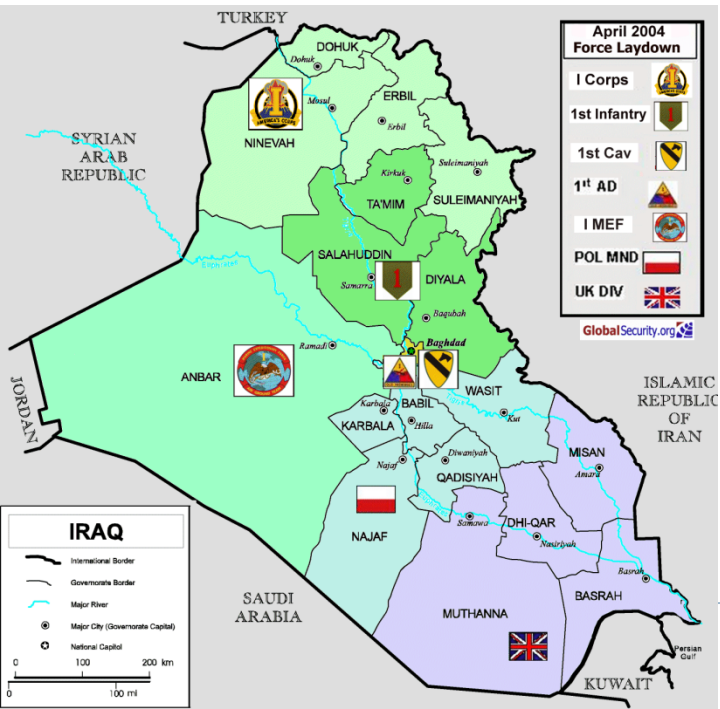 TURKEY
April 2004
Force Laydown
I Corps
1st Infantry
1st Cav
1st AD
I MEF
POL MND
UK DIV
GlobalSecurity.org
DOHUK
Dohuk
Mosul
ERBIL
Erbil
NINEVAH
SYRIAN
ARAB
REPUBLIC
Kirkuk
TA'MIM
Suleimaniyah
SULEIMANIYAH
SALAHUDDIN
Samarra
1
DIYALA
Baqubah
Baghdad
Ramadi
ANBAR
JORDAN
WASIT
Kut
Karbala
KARBALA
BABIL
Hilla
ISLAMIC
REPUBLIC
OF
IRAN
Najaf
Diwaniyah
QADISIYAH
MISAN
Amara
NAJAF
Samawa
DHI-QAR
Nasiriyah
Basrah
BASRAH
MUTHANNA
SAUDI
ARABIA
KUWAIT
Persian
Gulf
IRAQ
International Border
Governorate Border
Major River
Major City (Governorate Capital)
National Capitol
0 100 200 km
0 100 mi